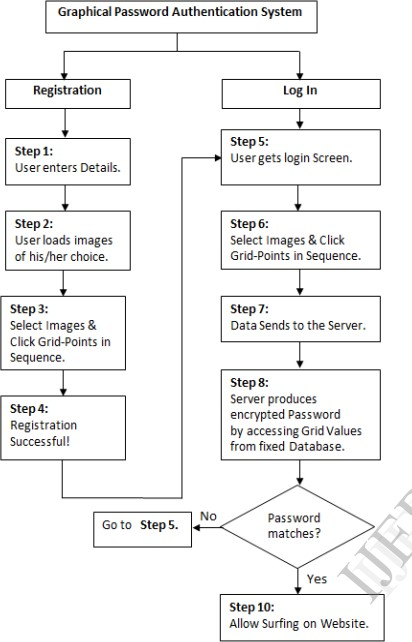 Graphical Password Authentication System
Registration
Step 1:
User enters Details.
Step 2:
User loads images
of his/her choice.
Step 3:
Select Images &
Click Grid-Points in
Sequence.
Step 4:
Registration
Successful!
Log In
Step 5:
User gets login Screen.
Step 6:
Select Images & Click
Grid-Points in Sequence.
Step 7:
Data Sends to the Server.
Step 8:
Server produces
encrypted Password
by accessing Grid Values
from fixed Database.
Password
matches?
No
Go to Step 5.
Yes
Step 10:
Allow Surfing on Website.